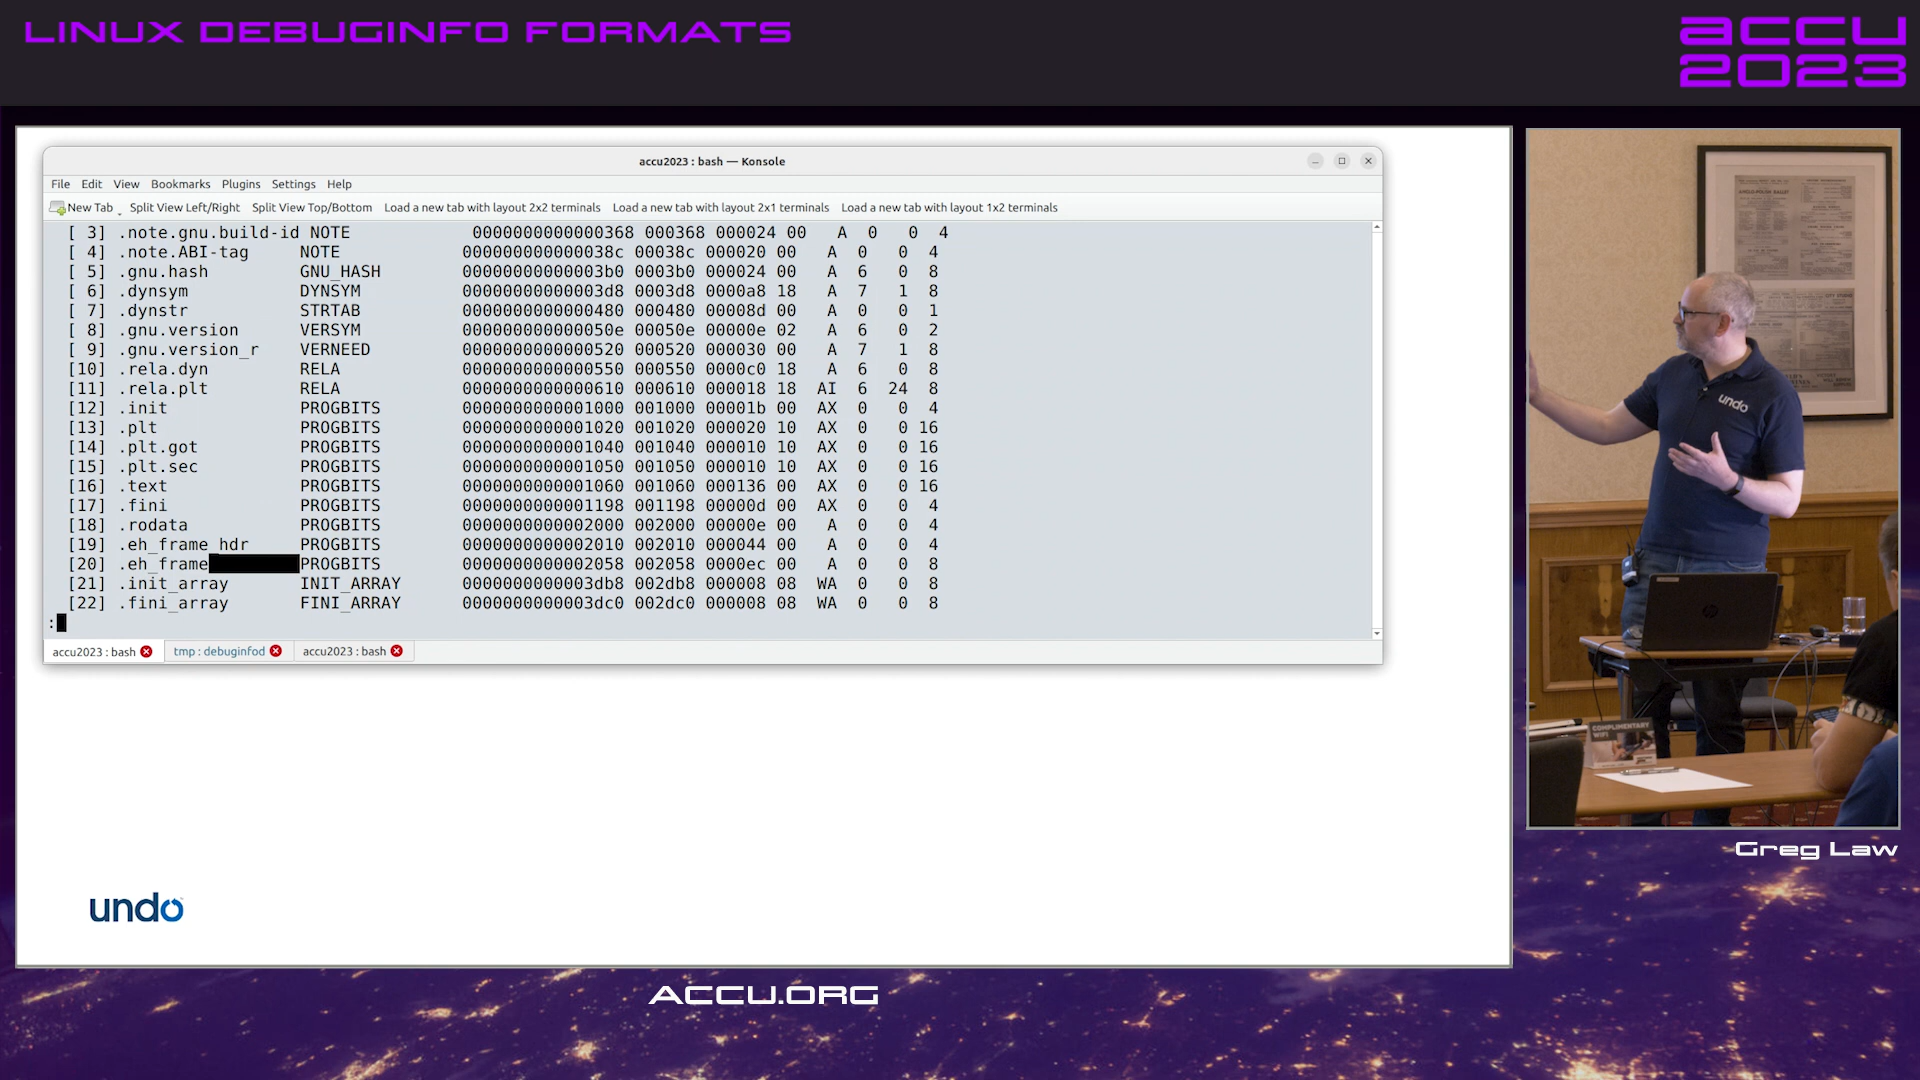 LINUX DEBUGINFO FORMATS
accu
2023
accu2023 : bash — Konsole
File Edit View Bookmarks Plugins Settings Help
New Tab Split View Left/Right Split View Top/Bottom Load a new tab with layout 2x2 terminals Load a new tab with layout 2x1 terminals Load a new tab with layout 1x2 terminals
[ 3] .note.gnu.build-id NOTE 0000000000000368 000368 000024 00 A 0 0 4
[ 4] .note.ABI-tag NOTE 000000000000038c 00038c 000020 00 A 0 0 4
[ 5] .gnu.hash GNU_HASH 00000000000003b0 0003b0 000024 00 A 6 0 8
[ 6] .dynsym DYNSYM 00000000000003d8 0003d8 0000a8 18 A 7 1 8
[ 7] .dynstr STRTAB 0000000000000480 000480 00008d 00 A 0 0 1
[ 8] .gnu.version VERSYM 000000000000050e 00050e 00000e 02 A 6 0 2
[ 9] .gnu.version_r VERNEED 0000000000000520 000520 000030 00 A 7 1 8
[10] .rela.dyn RELA 0000000000000550 000550 0000c0 18 A 6 0 8
[11] .rela.plt RELA 0000000000000610 000610 000018 18 AI 6 24 8
[12] .init PROGBITS 0000000000001000 001000 00001b 00 AX 0 0 4
[13] .plt PROGBITS 0000000000001020 001020 000020 10 AX 0 0 16
[14] .plt.got PROGBITS 0000000000001040 001040 000010 10 AX 0 0 16
[15] .plt.sec PROGBITS 0000000000001050 001050 000010 10 AX 0 0 16
[16] .text PROGBITS 0000000000001060 001060 000136 00 AX 0 0 16
[17] .fini PROGBITS 0000000000001198 001198 00000d 00 AX 0 0 4
[18] .rodata PROGBITS 0000000000002000 002000 00000e 00 A 0 0 4
[19] .eh_frame_hdr PROGBITS 0000000000002010 002010 000044 00 A 0 0 4
[20] .eh_frame PROGBITS 0000000000002058 002058 0000ec 00 A 0 0 8
[21] .init_array INIT_ARRAY 0000000000003db8 002db8 000008 08 WA 0 0 8
[22] .fini_array FINI_ARRAY 0000000000003dc0 002dc0 000008 08 WA 0 0 8
:
accu2023 : bash tmp : debuginfod accu2023 : bash
undo
undo
COMPLIMENTARY
WIFI
Greg Law
ACCU.ORG